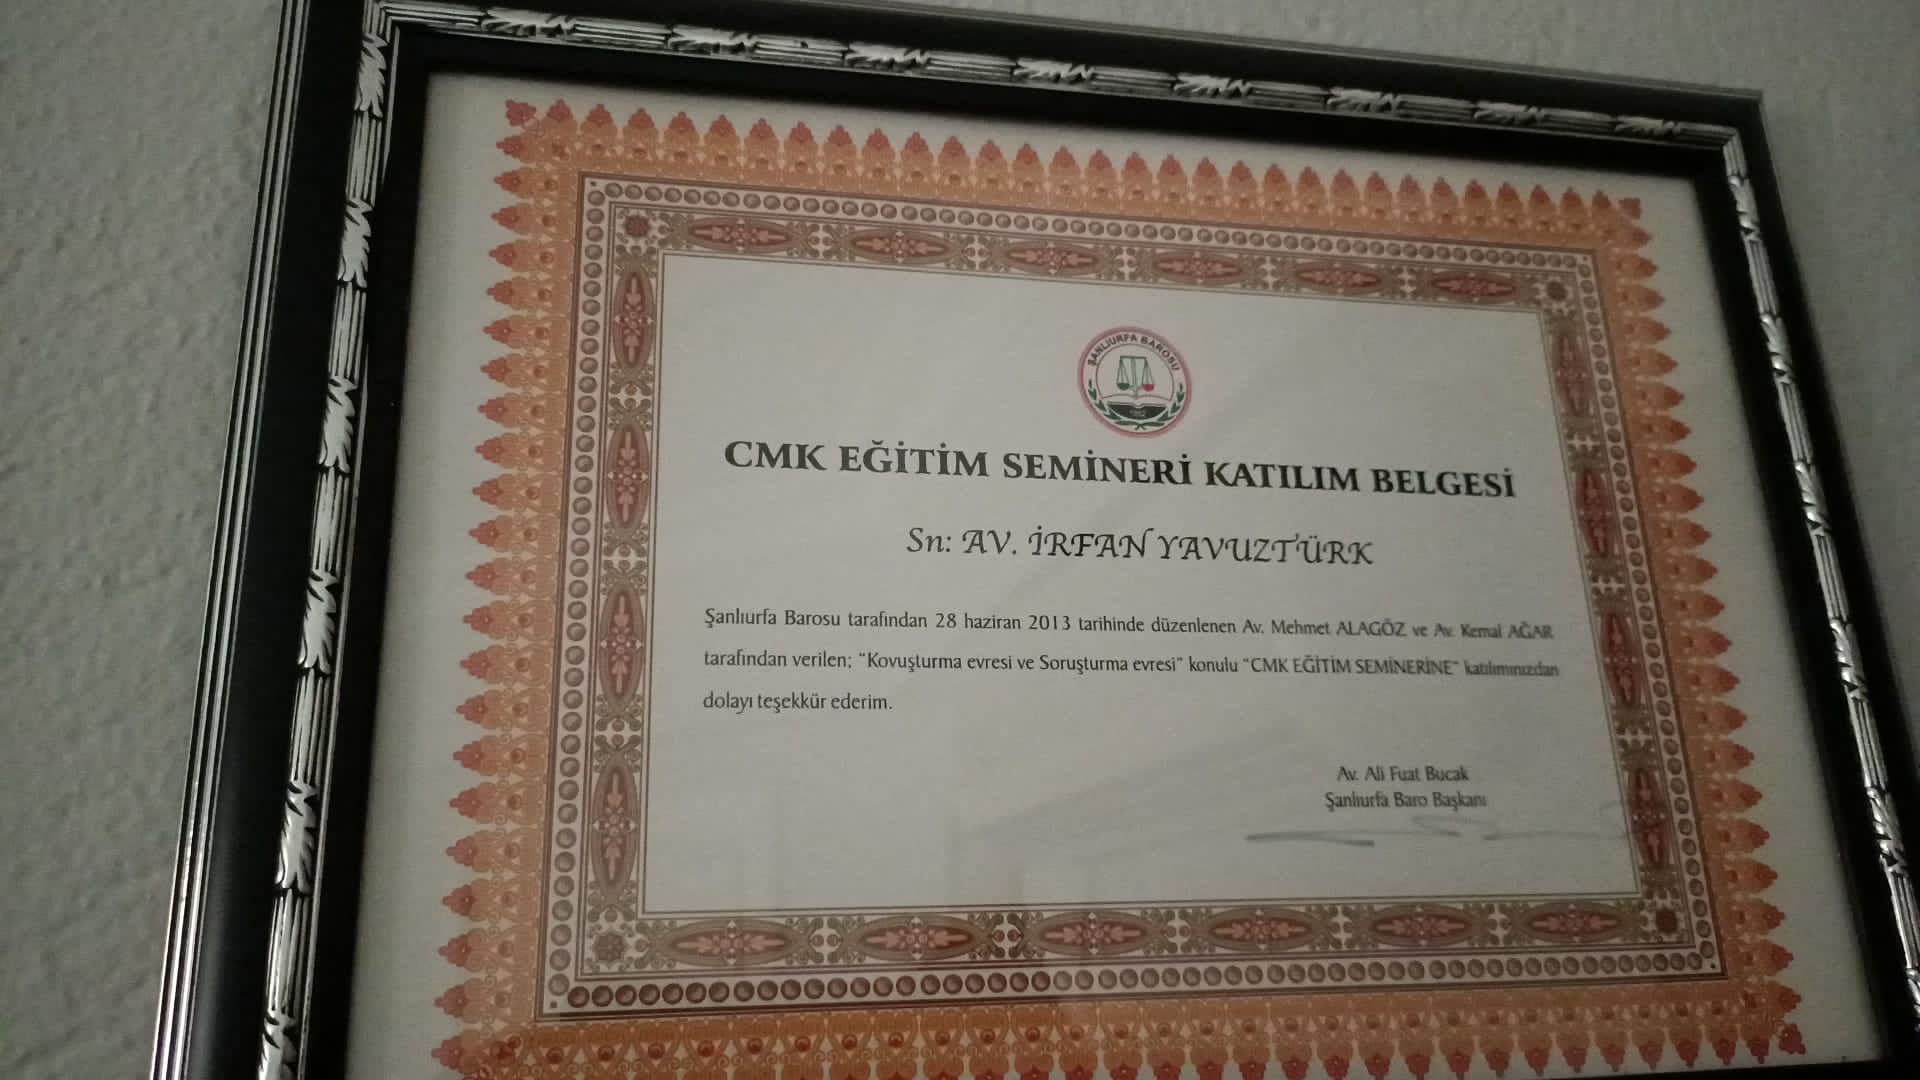 ŞANLIURFA BAROSU
CMK EĞİTİM SEMİNERİ KATILIM BELGESİ
Sn: AV. İRFAN YAVUZTÜRK
Şanlıurfa Barosu tarafından 28 haziran 2013 tarihinde düzenlenen Av. Mehmet ALAGÖZ ve Av. Kemal AĞAR
tarafından verilen; "Kovuşturma evresi ve Soruşturma evresi" konulu "CMK EĞİTİM SEMİNERİNE" katılımınızdan
dolayı teşekkür ederim.
Av. Ali Fuat Bucak
Şanlıurfa Baro Başkanı